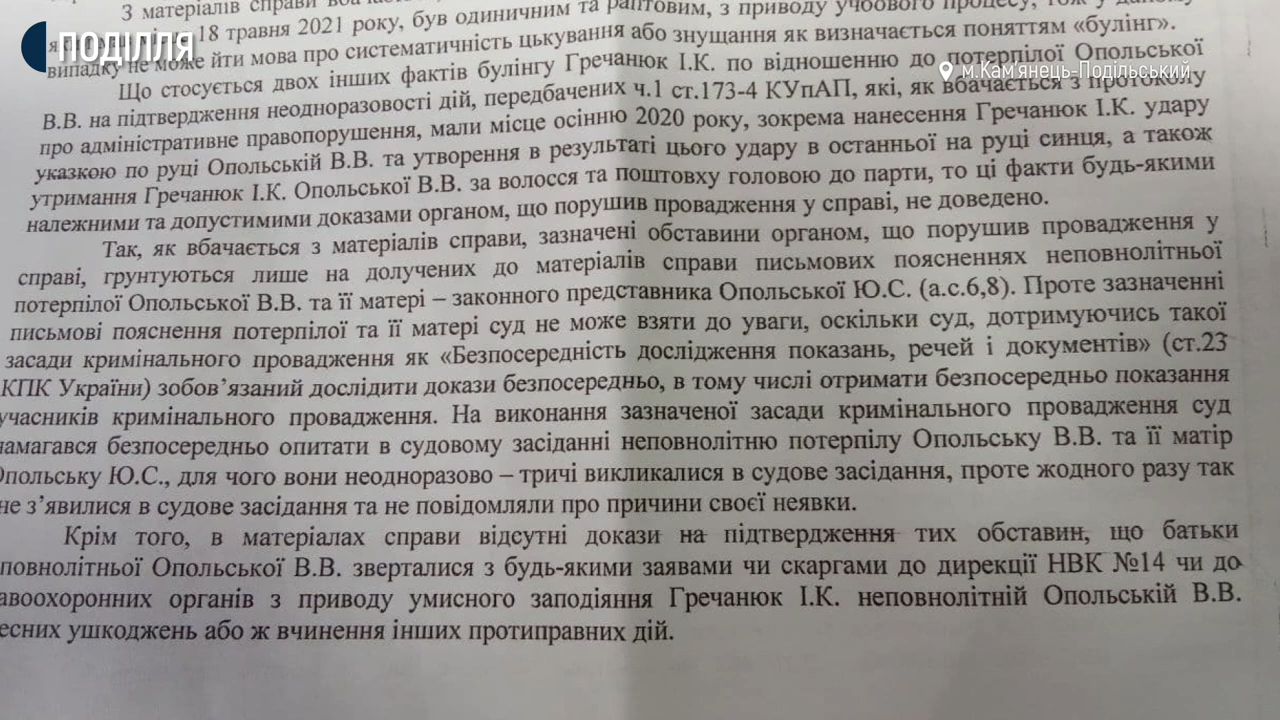 ПОДІЛЛЯ
м.Кам'янець-Подільський
З матеріалів справи
18 травня 2021 року, був одиничним та раптовим, з приводу учбового процесу, тож у даному
випадку не може йти мова про систематичність цькування або знущання як визначається поняттям «булінг».
Що стосується двох інших фактів булінгу Гречанюк І.К. по відношенню до потерпілої Опольської
В.В. на підтвердження неодноразовості дій, передбачених ч.1 ст.173-4 КУпАП, які, як вбачається з протоколу
про адміністративне правопорушення, мали місце осінню 2020 року, зокрема нанесення Гречанюк І.К. удару
указкою по руці Опольській В.В. та утворення в результаті цього удару в останньої на руці синця, а також
утримання Гречанюк І.К. Опольської В.В. за волосся та поштовху головою до парти, то ці факти будь-якими
належними та допустимими доказами органом, що порушив провадження у справі, не доведено.
Так, як вбачається з матеріалів справи, зазначені обставини органом, що порушив провадження у
справі, грунтуються лише на долучених до матеріалів справи письмових поясненнях неповнолітньої
потерпілої Опольської В.В. та її матері – законного представника Опольської Ю.С. (а.с.6,8). Проте зазначенні
письмові пояснення потерпілої та її матері суд не може взяти до уваги, оскільки суд, дотримуючись такої
засади кримінального провадження як «Безпосередність дослідження показань, речей і документів» (ст.23
КПК України) зобов’язаний дослідити докази безпосередньо, в тому числі отримати безпосередньо показання
учасників кримінального провадження. На виконання зазначеної засади кримінального провадження суд
намагався безпосередньо опитати в судовому засіданні неповнолітню потерпілу Опольську В.В. та її матір
Опольську Ю.С., для чого вони неодноразово – тричі викликалися в судове засідання, проте жодного разу так
не з’явилися в судове засідання та не повідомляли про причини своєї неявки.
Крім того, в матеріалах справи відсутні докази на підтвердження тих обставин, що батьки
повнолітньої Опольської В.В. зверталися з будь-якими заявами чи скаргами до дирекції НВК №14 чи до
авоохоронних органів з приводу умисного заподіяння Гречанюк І.К. неповнолітній Опольській В.В.
есних ушкоджень або ж вчинення інших протиправних дій.